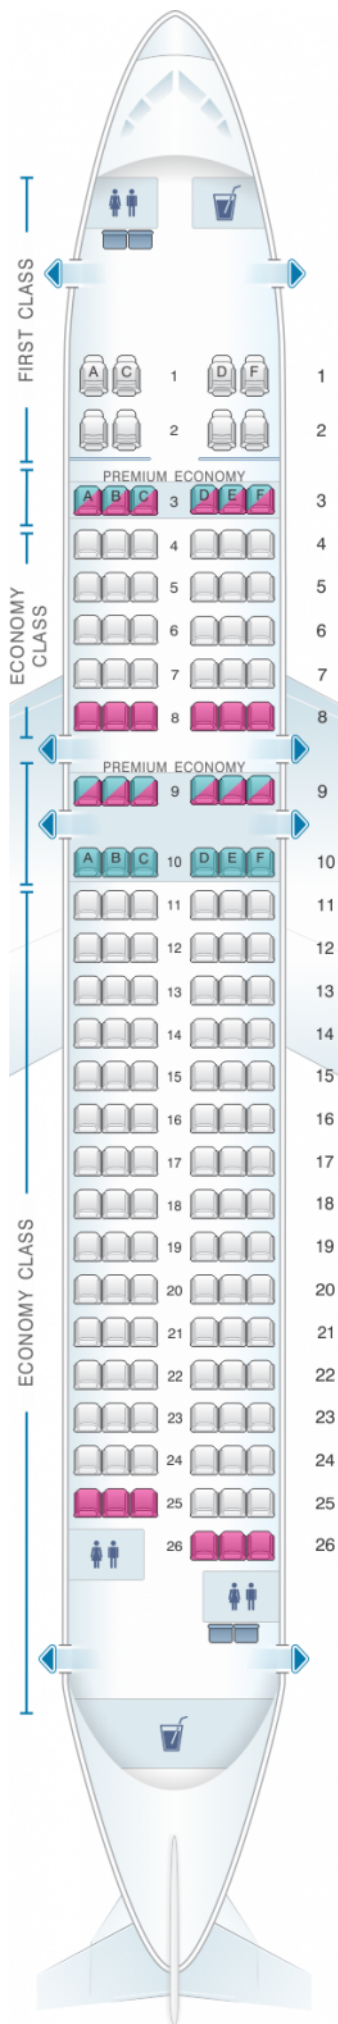 FIRST CLASS
A C 1 D F 1
2 2
PREMIUM ECONOMY
A B C 3 D E F 3
ECONOMY CLASS
4 4
5 5
6 6
7 7
8 8
PREMIUM ECONOMY
9 9
A B C 10 D E F 10
11 11
12 12
13 13
14 14
15 15
16 16
17 17
18 18
ECONOMY CLASS
19 19
20 20
21 21
22 22
23 23
24 24
25 25
26 26